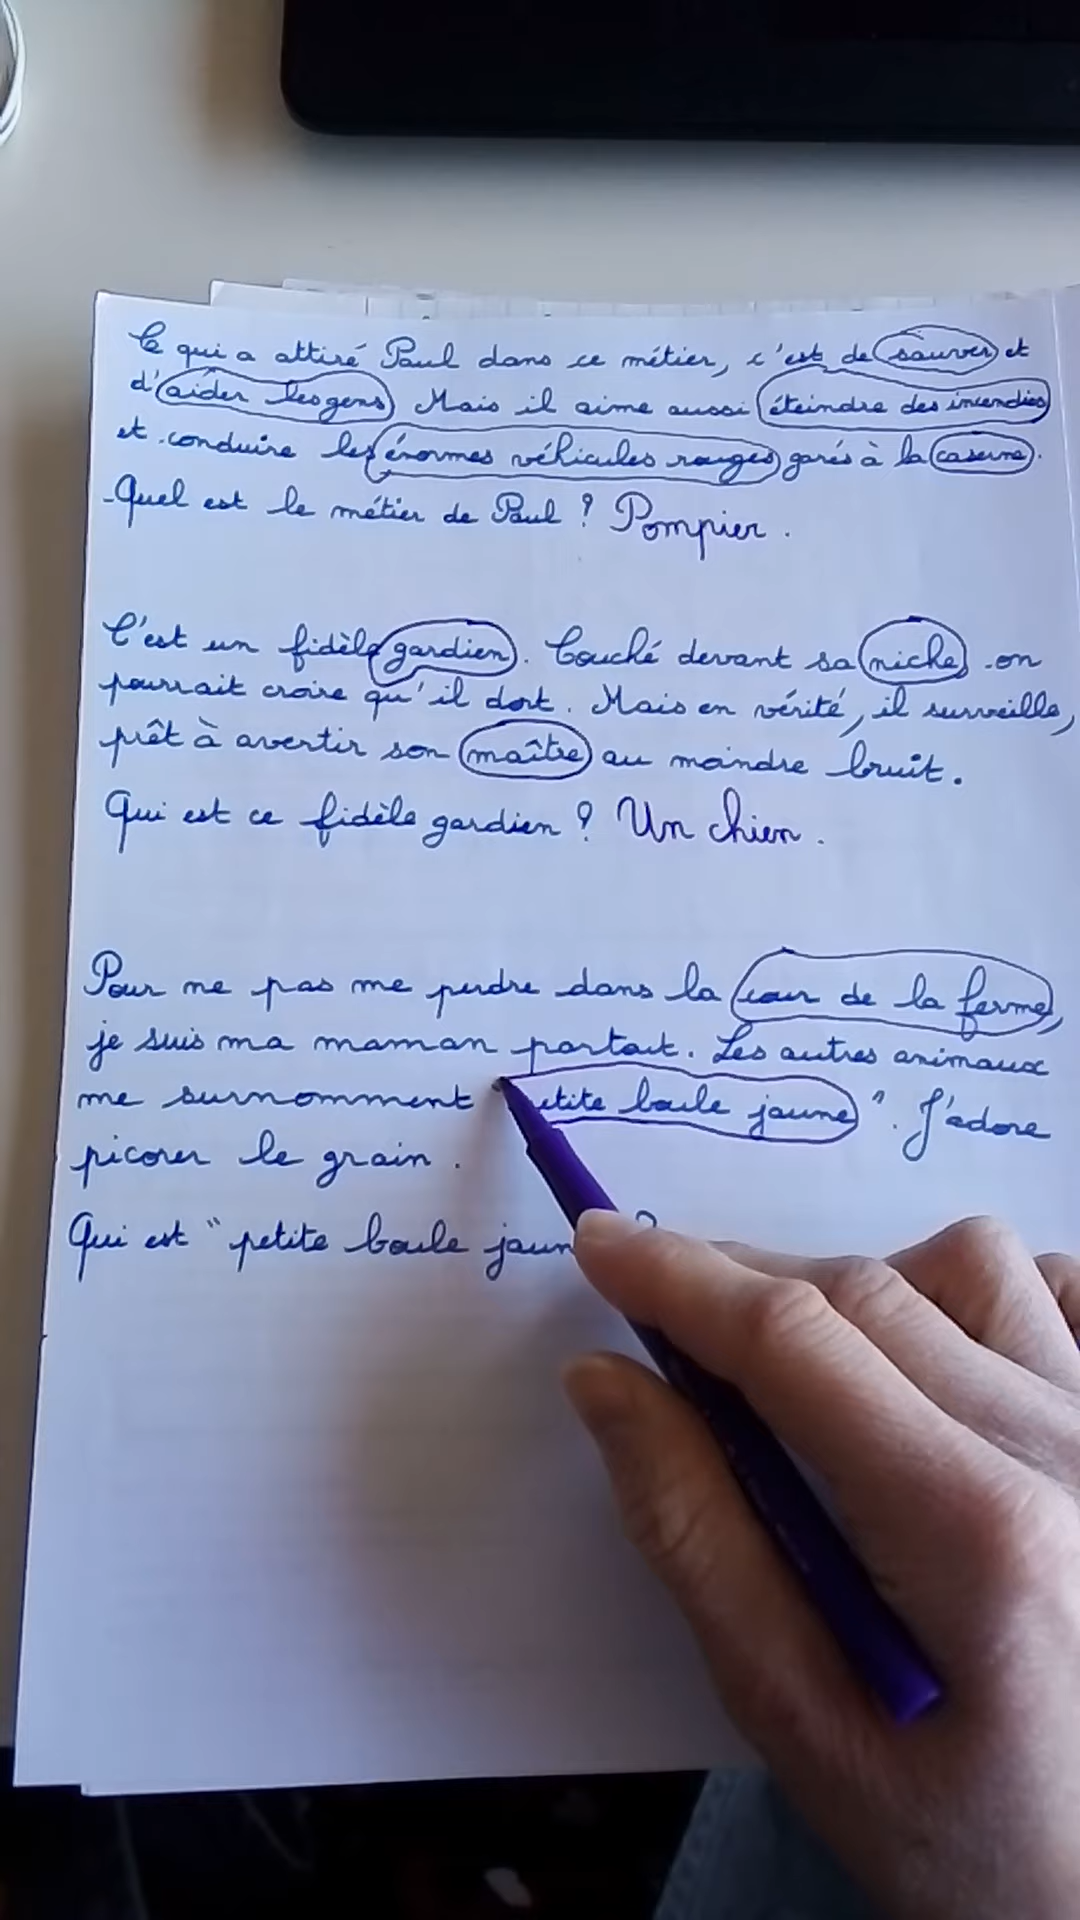 Ce qui a attiré Paul dans ce métier, c'est de sauver et
d'aider les gens. Mais il aime aussi éteindre des incendies
et conduire les énormes véhicules rouges garés à la caserne.
-Quel est le métier de Paul ? Pompier.
C'est un fidèle gardien. Couché devant sa niche, on
pourrait croire qu'il dort. Mais en vérité, il surveille,
prêt à avertir son maître au moindre bruit.
Qui est ce fidèle gardien ? Un chien.
Pour ne pas me perdre dans la cour de la ferme,
je suis ma maman partout. Les autres animaux
me surnomment etite boule jaune". J'adore
picorer le grain.
Qui est "petite boule jaun ?